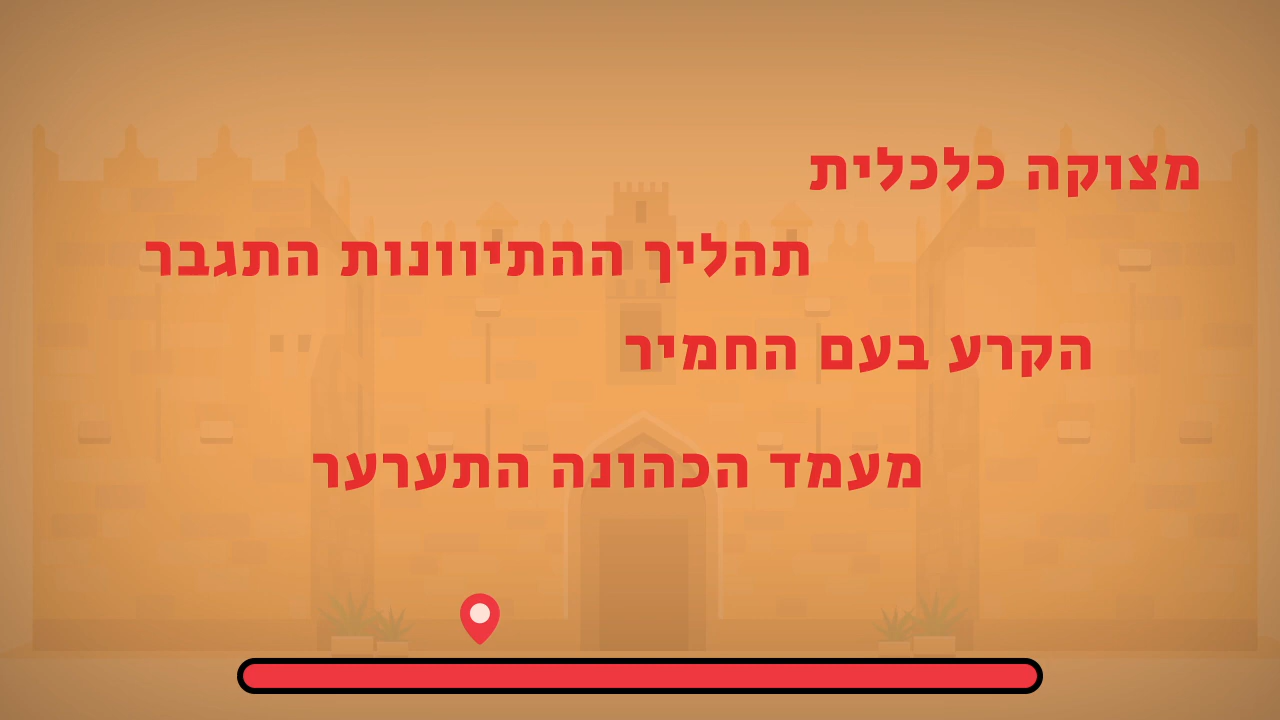 מצוקה כלכלית
תהליך ההתיוונות התגבר
הקרע בעם החמיר
מעמד הכהונה התערער